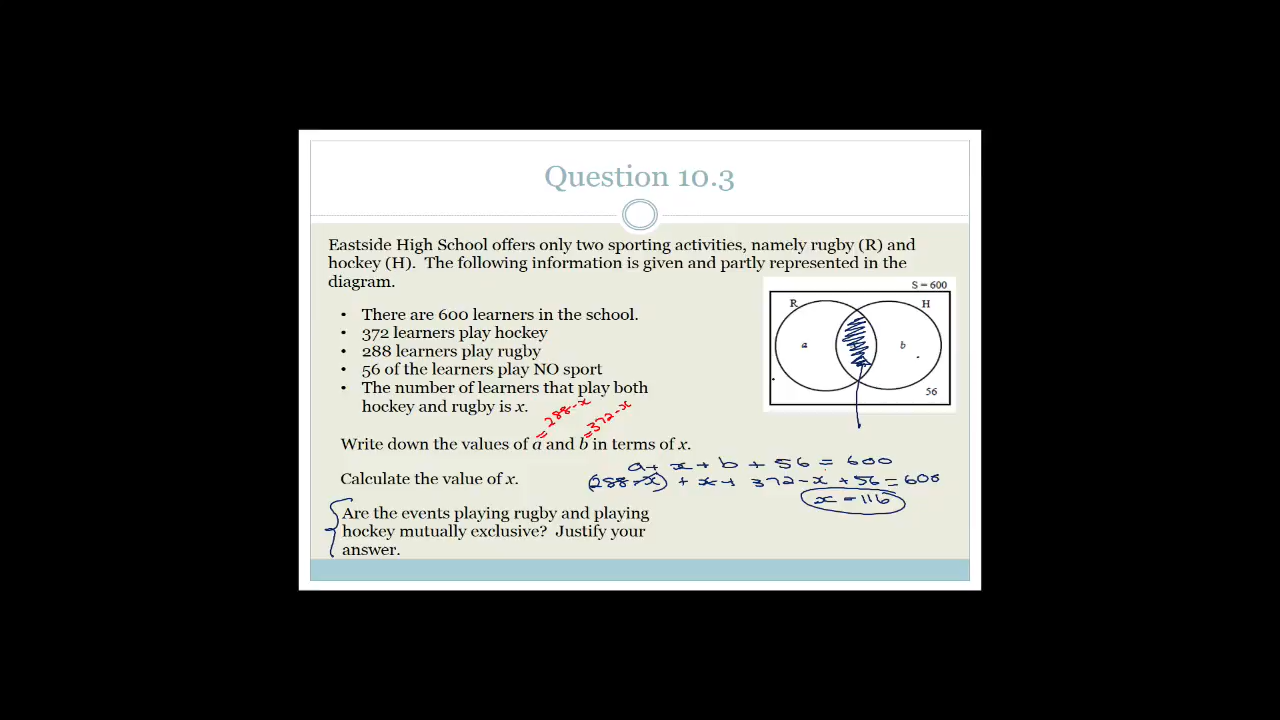 Question 10.3
Eastside High School offers only two sporting activities, namely rugby (R) and
hockey (H). The following information is given and partly represented in the
diagram.
S = 600
R
H
a
b
56
• There are 600 learners in the school.
• 372 learners play hockey
• 288 learners play rugby
• 56 of the learners play NO sport
• The number of learners that play both
hockey and rugby is x.
= 288-x
= 372-x
Write down the values of a and b in terms of x.
a + x + b + 56 = 600
Calculate the value of x.
(288-x) + x + 372-x + 56 = 600
x = 116
Are the events playing rugby and playing
hockey mutually exclusive? Justify your
answer.